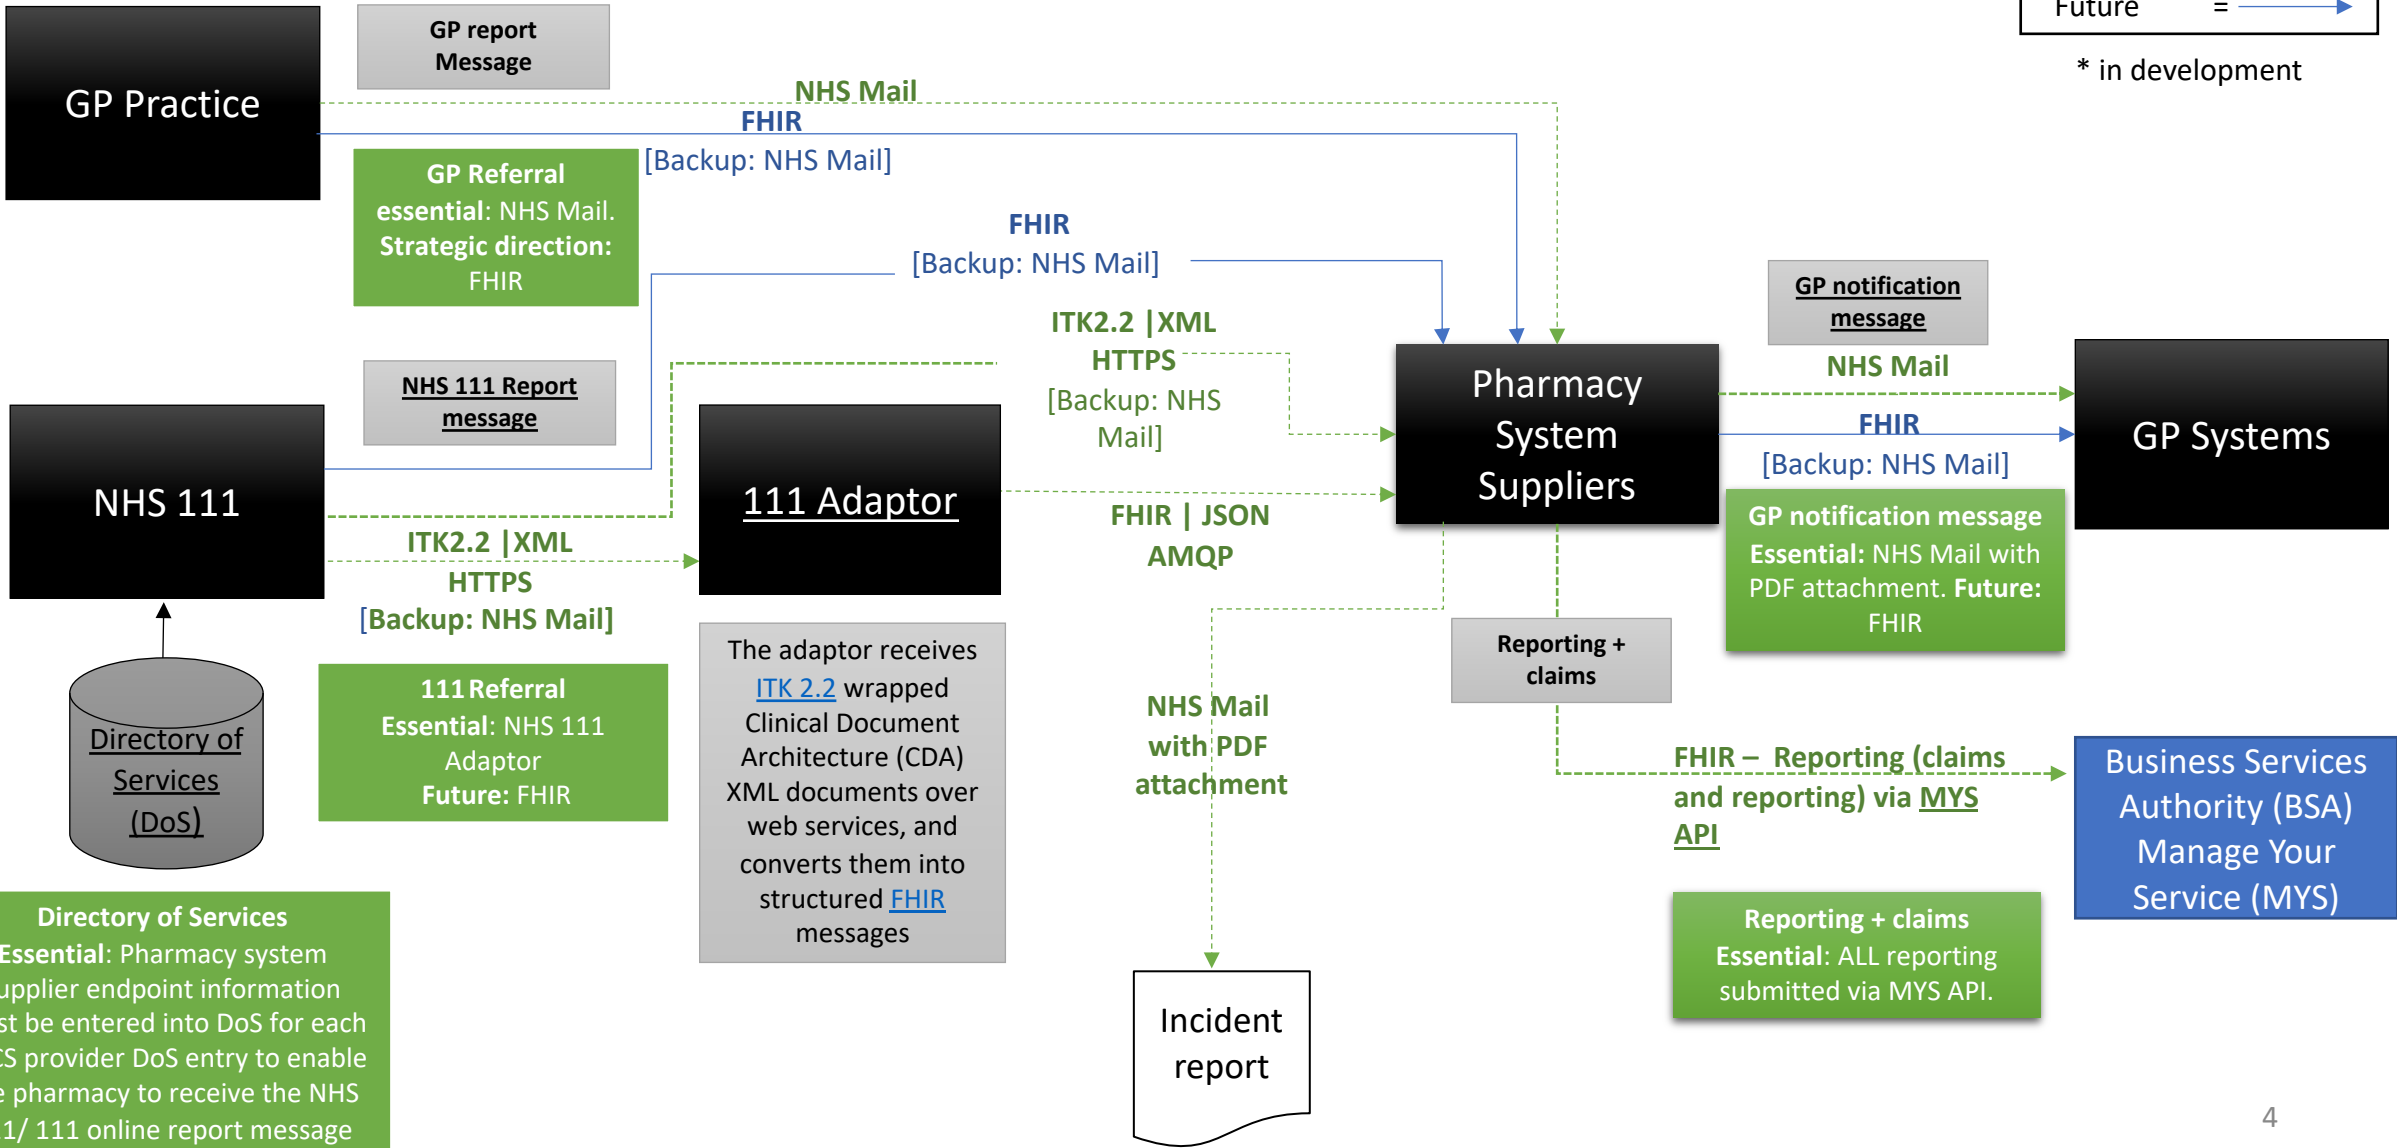 Future =
* in development
GP Practice
GP report
Message
NHS Mail
FHIR
[Backup: NHS Mail]
GP Referral
essential: NHS Mail.
Strategic direction:
FHIR
FHIR
[Backup: NHS Mail]
ITK2.2 |XML
HTTPS
[Backup: NHS
Mail]
NHS 111 Report
message
NHS 111
ITK2.2 |XML
HTTPS
[Backup: NHS Mail]
111 Adaptor
FHIR | JSON
AMQP
Pharmacy
System
Suppliers
GP notification
message
NHS Mail
FHIR
[Backup: NHS Mail]
GP Systems
GP notification message
Essential: NHS Mail with
PDF attachment. Future:
FHIR
Directory of
Services
(DoS)
111 Referral
Essential: NHS 111
Adaptor
Future: FHIR
The adaptor receives
ITK 2.2 wrapped
Clinical Document
Architecture (CDA)
XML documents over
web services, and
converts them into
structured FHIR
messages
NHS Mail
with PDF
attachment
Reporting +
claims
FHIR – Reporting (claims
and reporting) via MYS
API
Business Services
Authority (BSA)
Manage Your
Service (MYS)
Reporting + claims
Essential: ALL reporting
submitted via MYS API.
Directory of Services
Essential: Pharmacy system
endpoint information
be entered into DoS for each
provider DoS entry to enable
pharmacy to receive the NHS
111 online report message
Incident
report
4